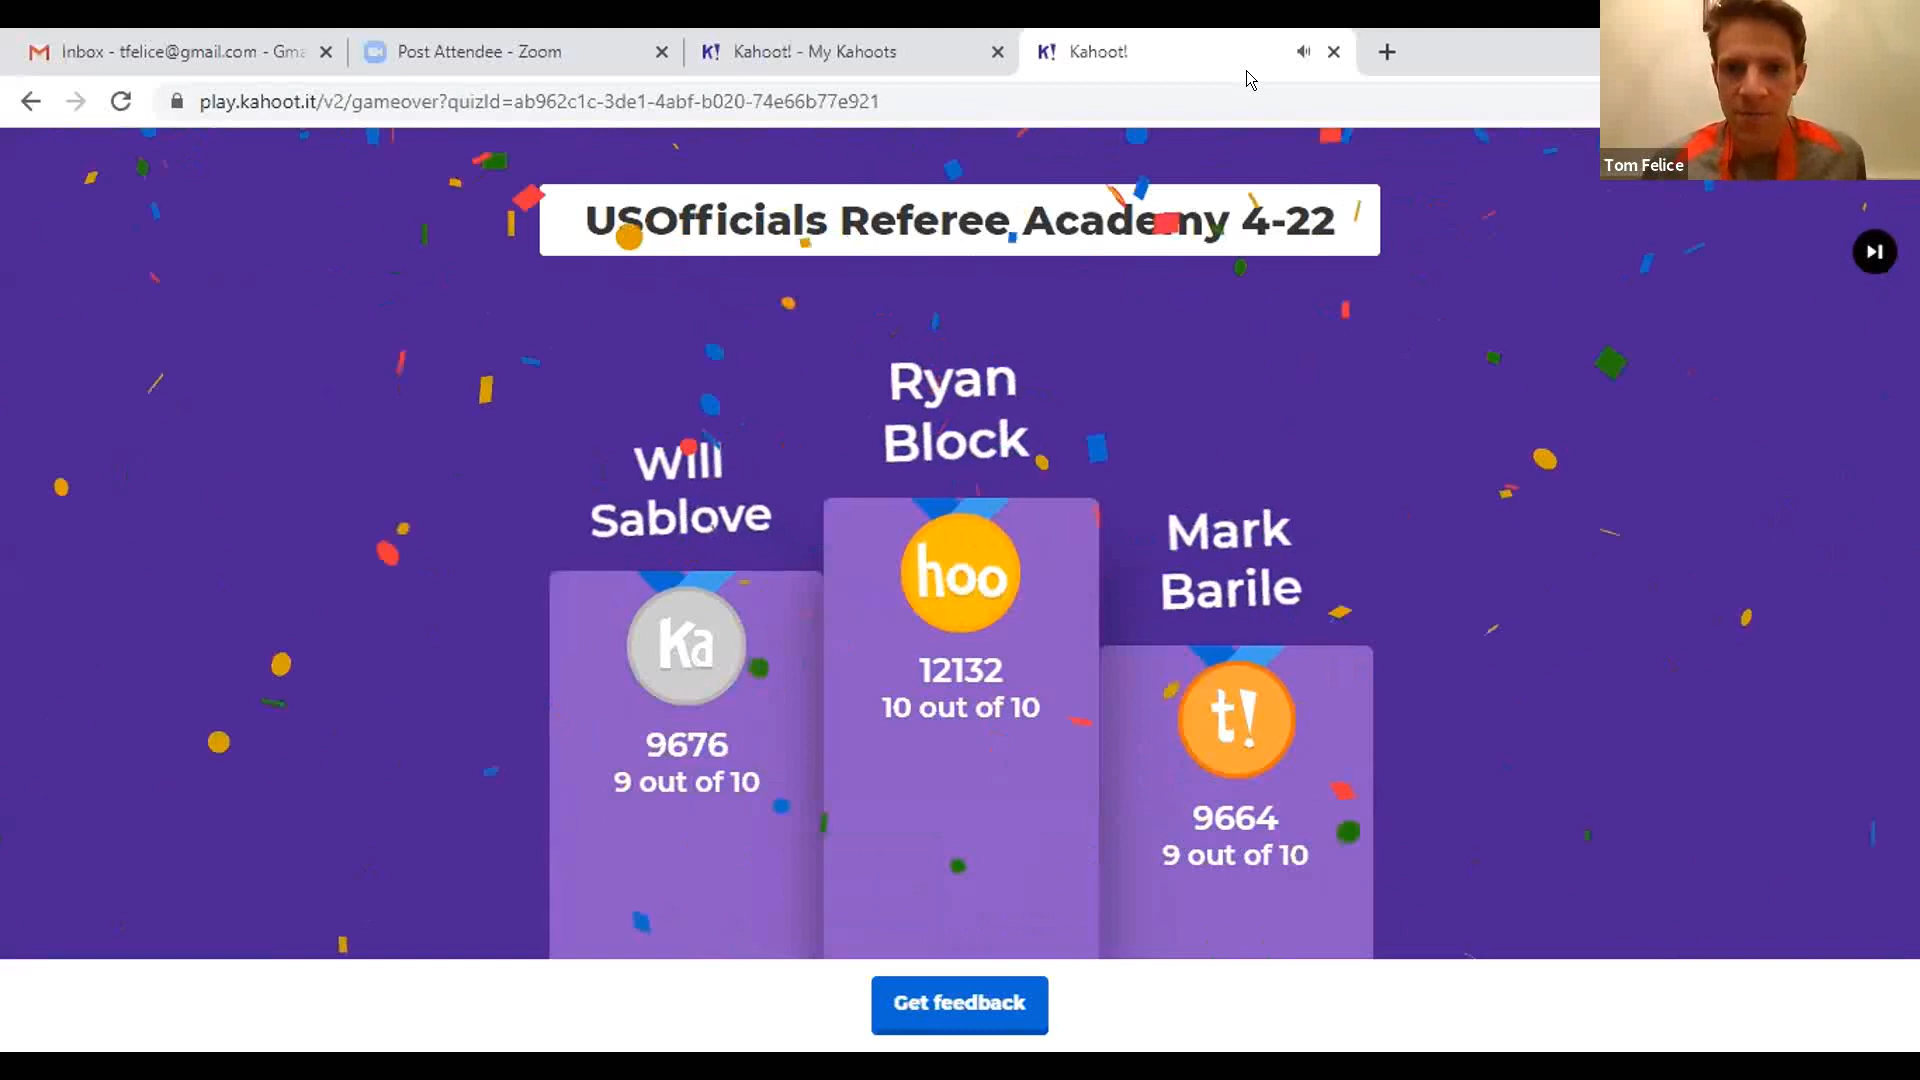 Inbox - tfelice@gmail.com - Gma
Post Attendee - Zoom
K! Kahoot! - My Kahoots
K! Kahoot!
play.kahoot.it/v2/gameover?quizId=ab962c1c-3de1-4abf-b020-74e66b77e921
Tom Felice
USOfficials Referee Academy 4-22
Ryan
Block
Will
Sablove
Mark
Barile
hoo
12132
10 out of 10
Ka
9676
9 out of 10
t!
9664
9 out of 10
Get feedback